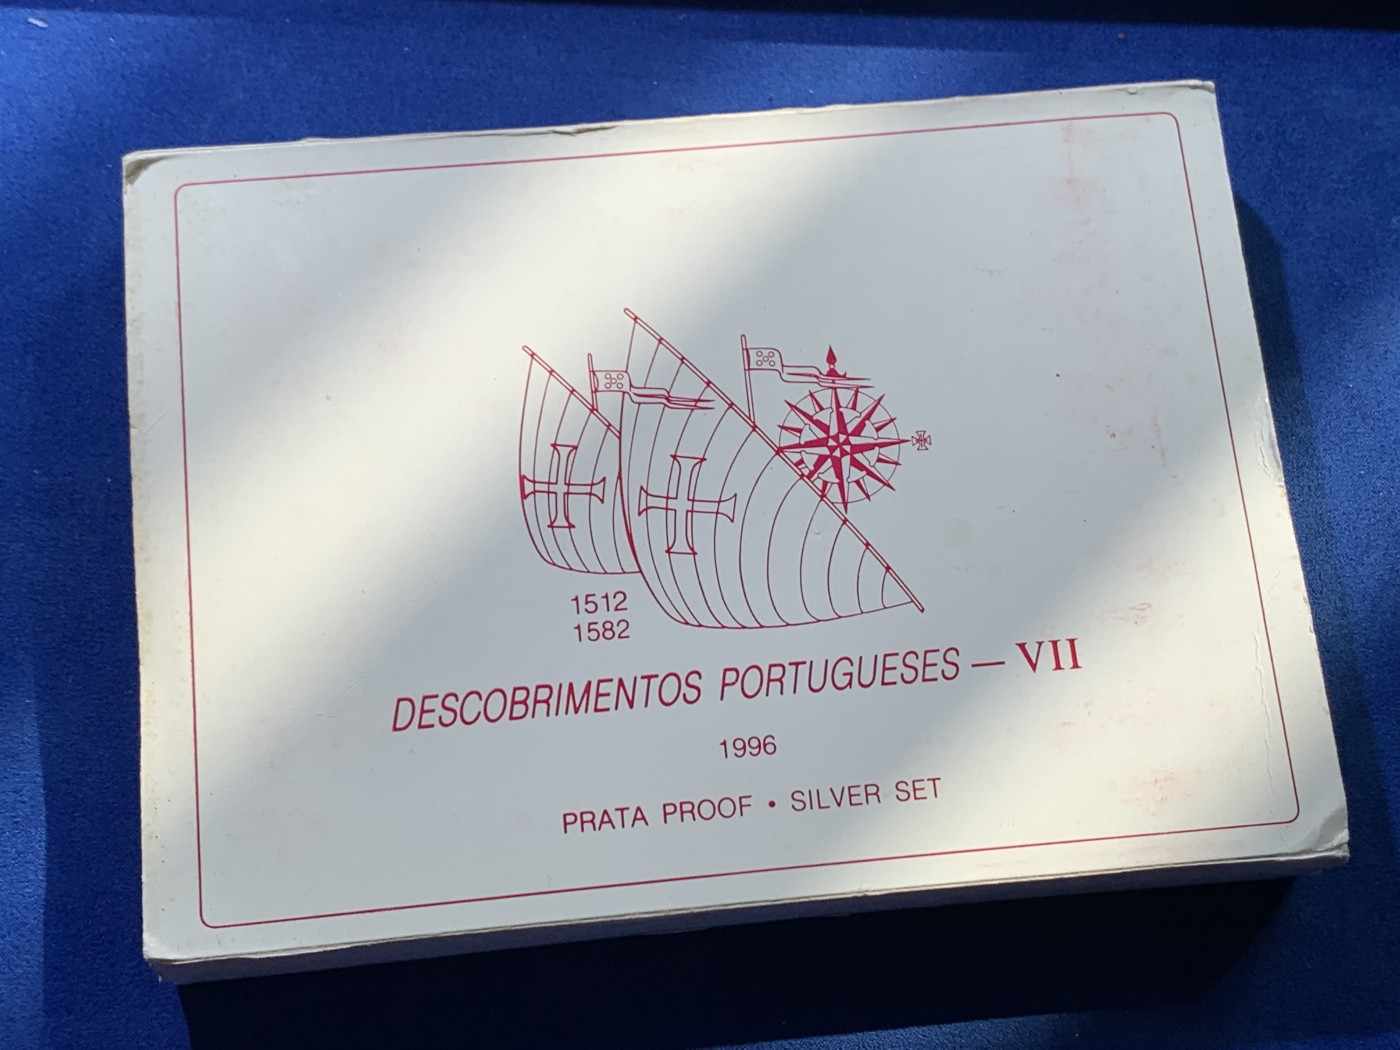 1512
1582
DESCOBRIMENTOS PORTUGUESES — VII
1996
PRATA PROOF • SILVER SET